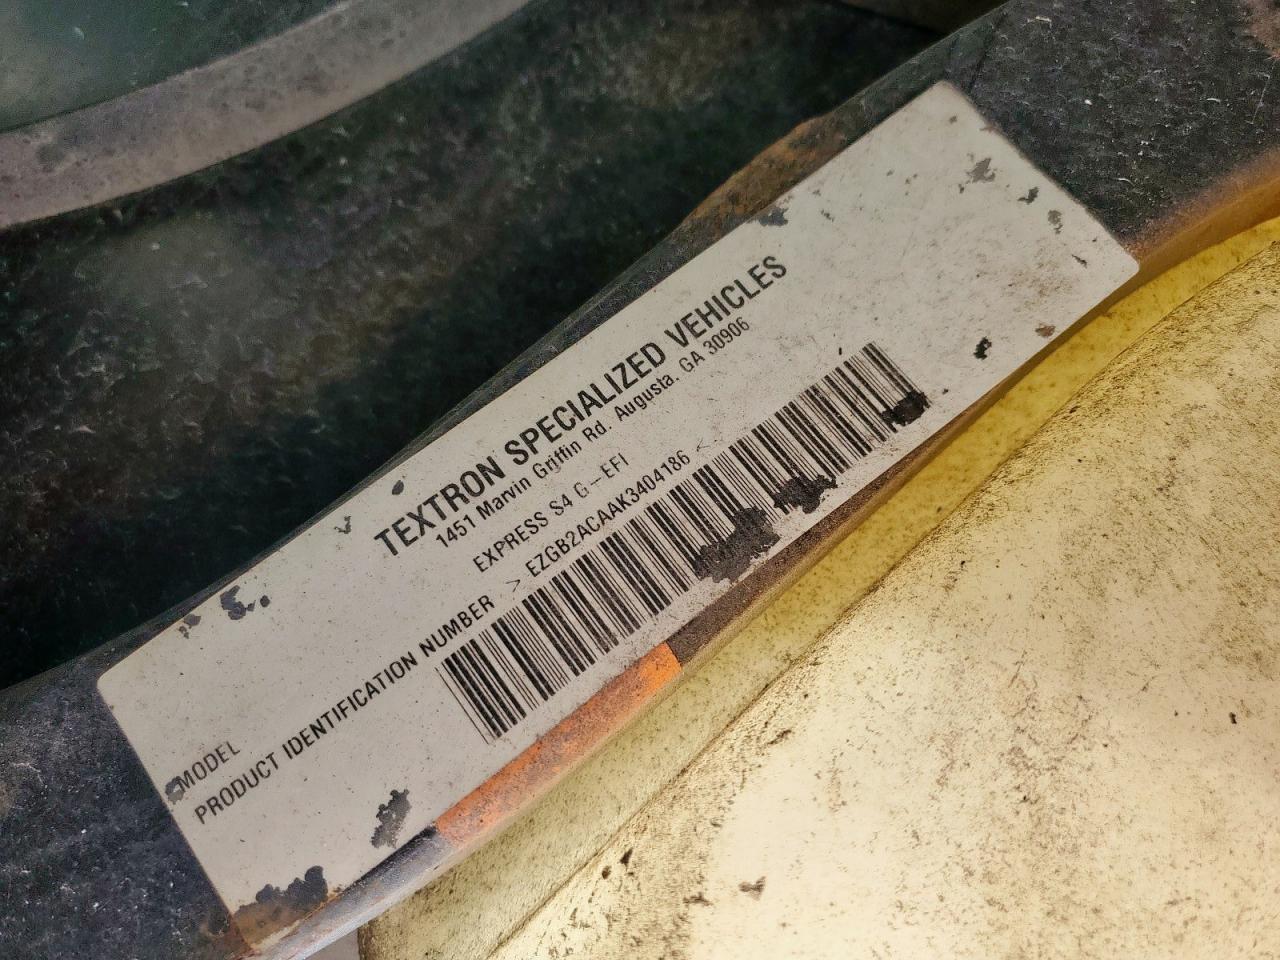 TEXTRON SPECIALIZED VEHICLES
1451 Marvin Griffin Rd. Augusta. GA 30906
MODEL EXPRESS S4 G-EFI
PRODUCT IDENTIFICATION NUMBER > EZGB2ACAAK3404186 <